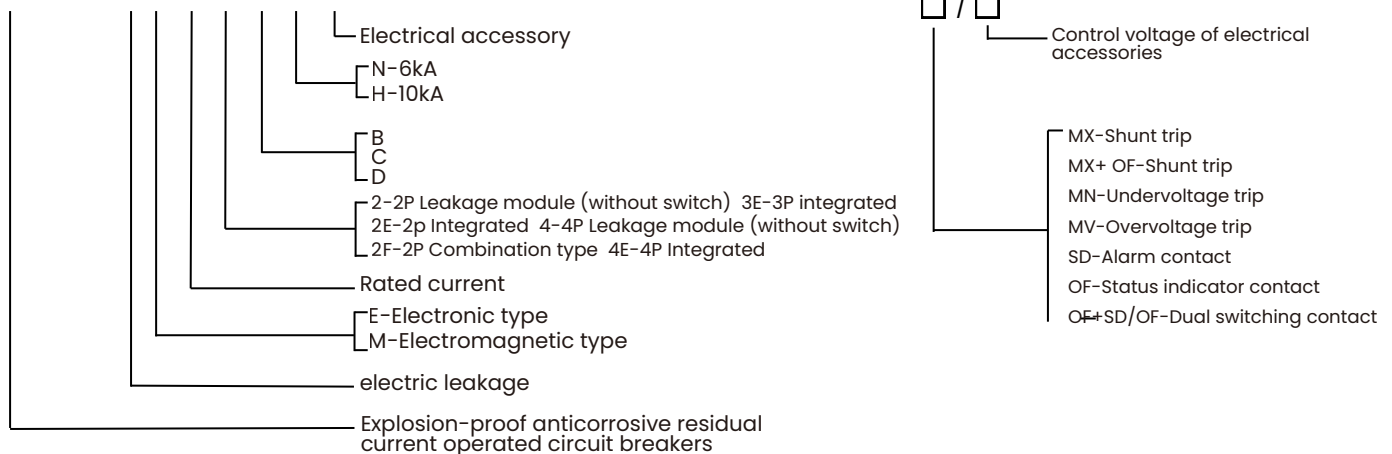 /
Electrical accessory
N-6kA
H-10kA
B
C
D
2-2P Leakage module (without switch) 3E-3P integrated
2E-2p Integrated 4-4P Leakage module (without switch)
2F-2P Combination type 4E-4P Integrated
Rated current
E-Electronic type
M-Electromagnetic type
electric leakage
Explosion-proof anticorrosive residual
current operated circuit breakers
Control voltage of electrical
accessories
MX-Shunt trip
MX+ OF-Shunt trip
MN-Undervoltage trip
MV-Overvoltage trip
SD-Alarm contact
OF-Status indicator contact
OF+SD/OF-Dual switching contact